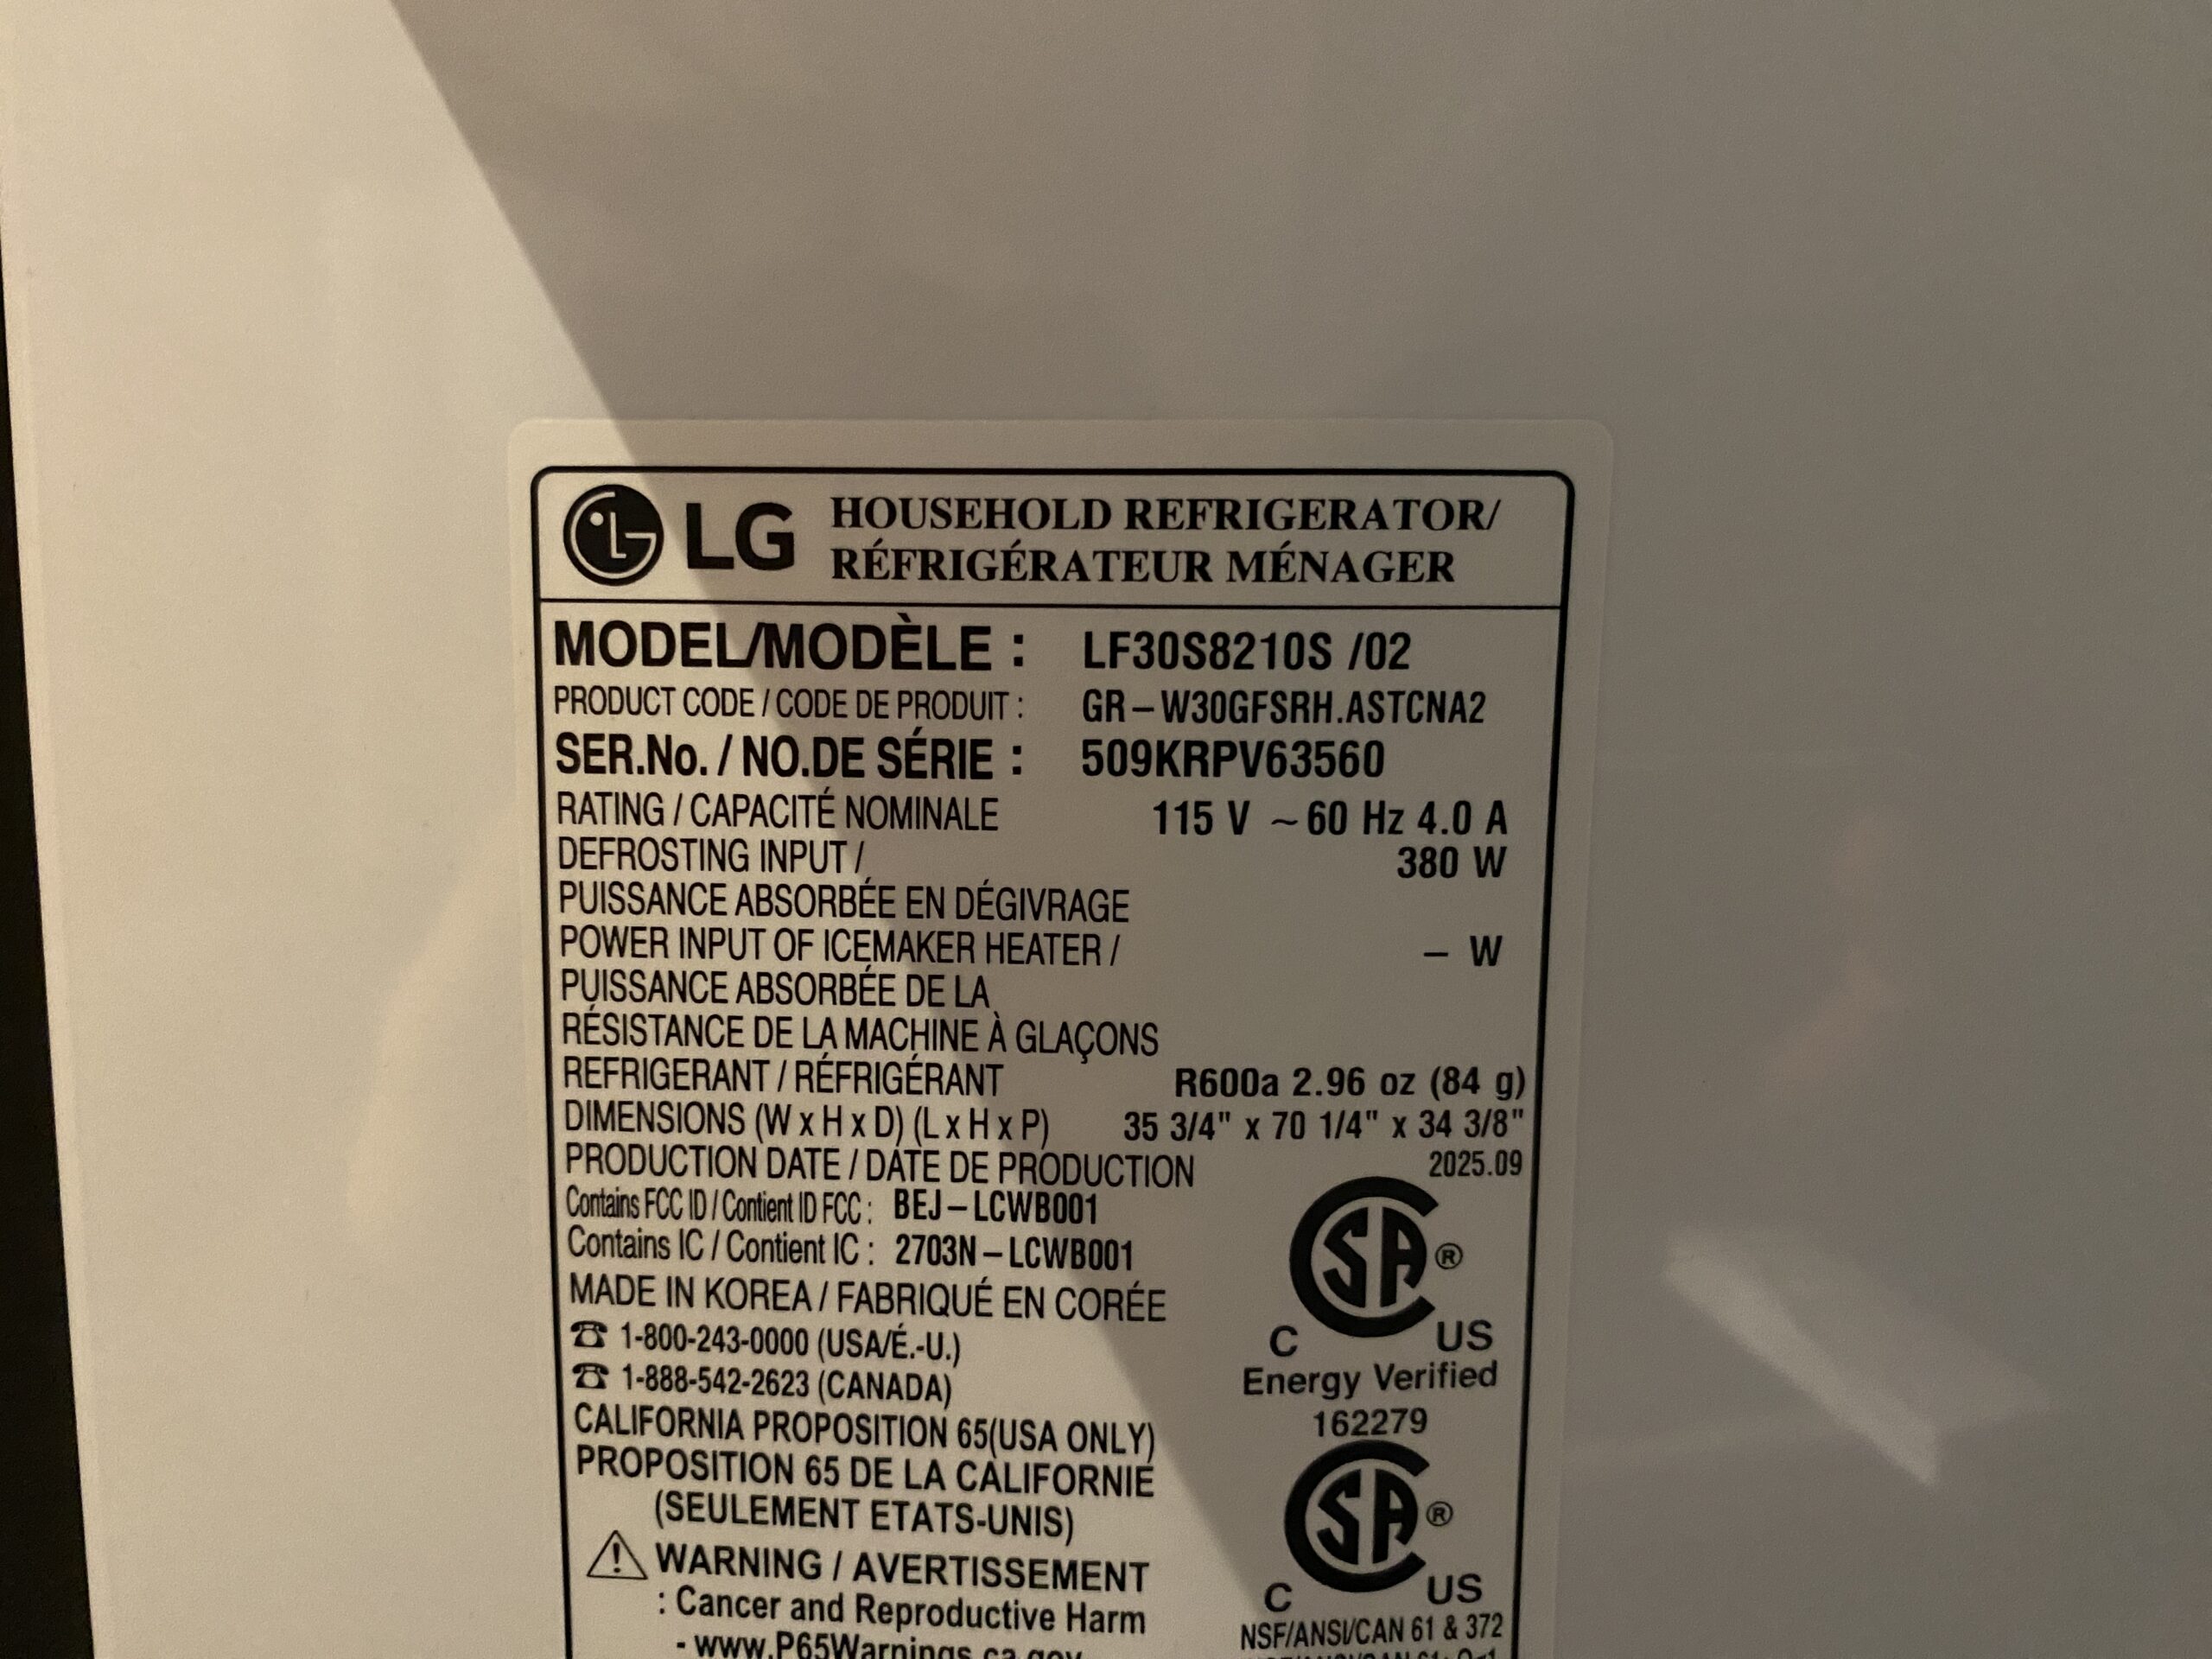 LG HOUSEHOLD REFRIGERATOR/
RÉFRIGÉRATEUR MÉNAGER
MODEL/MODÈLE : LF30S8210S /02
PRODUCT CODE / CODE DE PRODUIT : GR–W30GFSRH.ASTCNA2
SER.No. / NO.DE SÉRIE : 509KRPV63560
RATING / CAPACITÉ NOMINALE 115 V ~ 60 Hz 4.0 A
DEFROSTING INPUT / 380 W
PUISSANCE ABSORBÉE EN DÉGIVRAGE
POWER INPUT OF ICEMAKER HEATER / – W
PUISSANCE ABSORBÉE DE LA
RÉSISTANCE DE LA MACHINE À GLAÇONS
REFRIGERANT / RÉFRIGÉRANT R600a 2.96 oz (84 g)
DIMENSIONS (W x H x D) (L x H x P) 35 3/4" x 70 1/4" x 34 3/8"
PRODUCTION DATE / DATE DE PRODUCTION 2025.09
Contains FCC ID / Contient ID FCC : BEJ–LCWB001
Contains IC / Contient IC : 2703N–LCWB001
MADE IN KOREA / FABRIQUÉ EN CORÉE
☎ 1-800-243-0000 (USA/É.-U.)
☎ 1-888-542-2623 (CANADA)
CALIFORNIA PROPOSITION 65(USA ONLY)
PROPOSITION 65 DE LA CALIFORNIE
(SEULEMENT ETATS-UNIS)
⚠ WARNING / AVERTISSEMENT
: Cancer and Reproductive Harm
- www.P65Warnings.ca.gov
CSA ®
C US
Energy Verified
162279
CSA ®
C US
NSF/ANSI/CAN 61 & 372